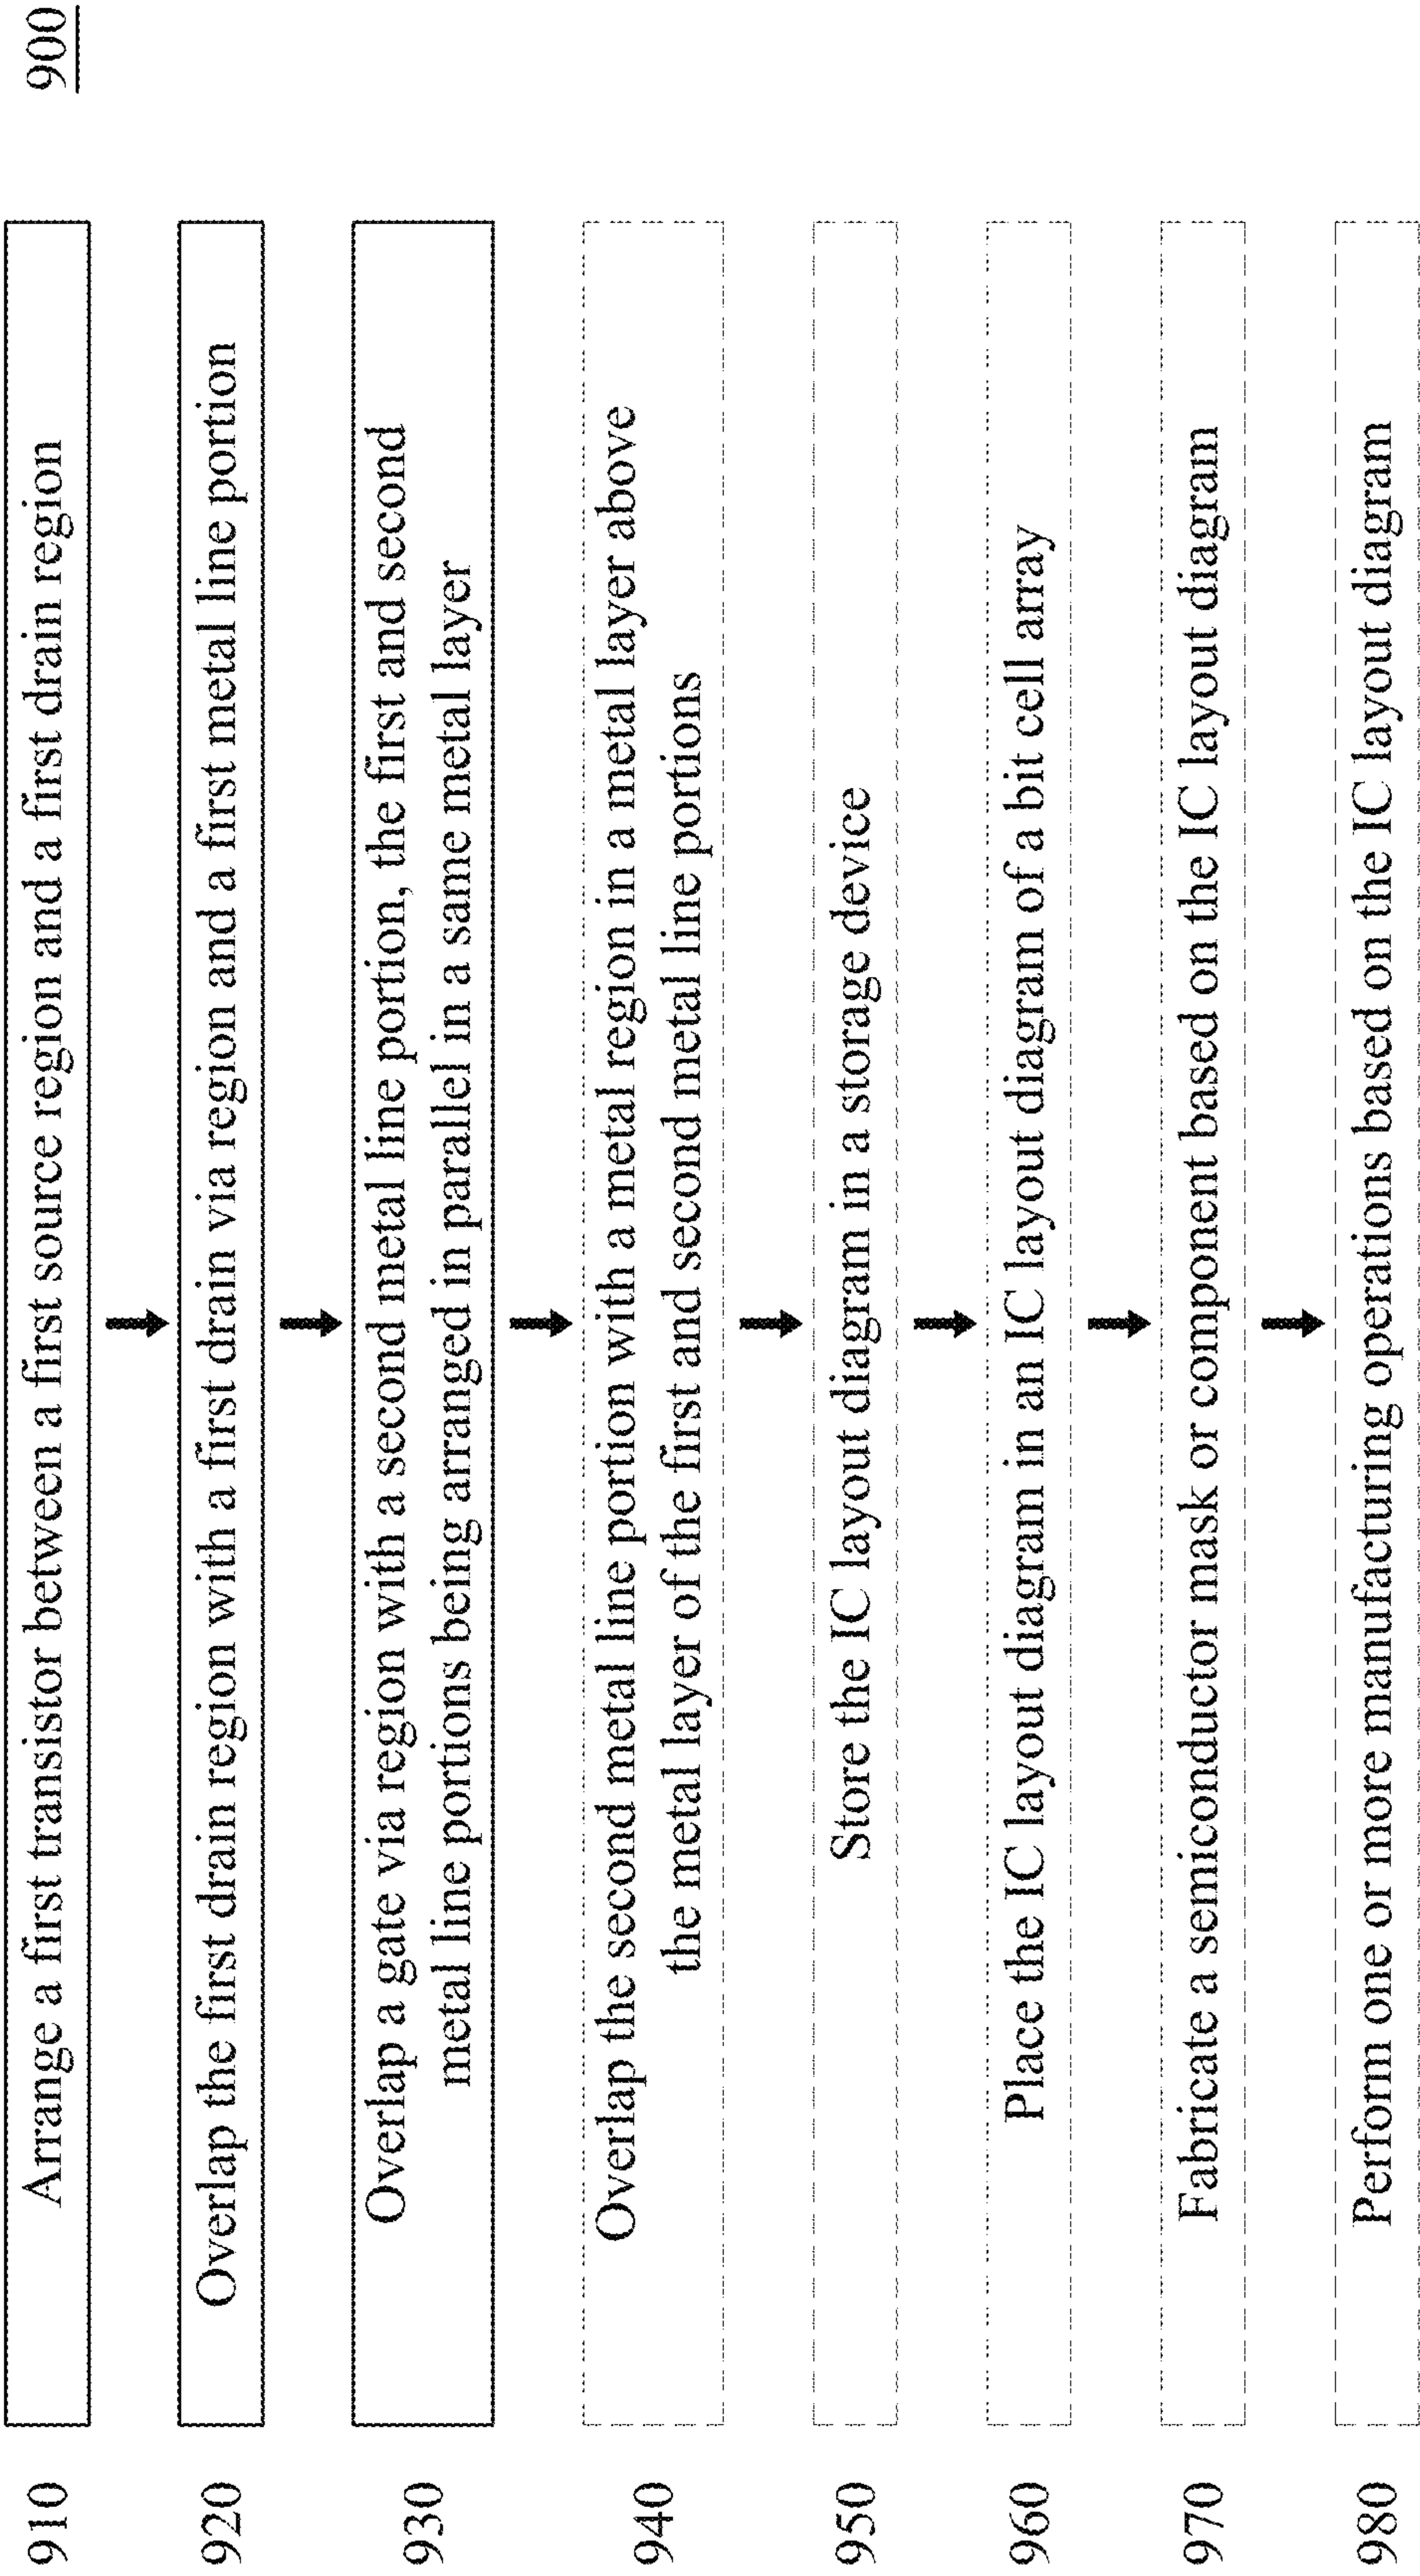 900
910
Arrange a first transistor between a first source region and a first drain region
920
Overlap the first drain region with a first drain via region and a first metal line portion
930
Overlap a gate via region with a second metal line portion, the first and second
metal line portions being arranged in parallel in a same metal layer
940
Overlap the second metal line portion with a metal region in a metal layer above
the metal layer of the first and second metal line portions
950
Store the IC layout diagram in a storage device
960
Place the IC layout diagram in an IC layout diagram of a bit cell array
970
Fabricate a semiconductor mask or component based on the IC layout diagram
980
Perform one or more manufacturing operations based on the IC layout diagram